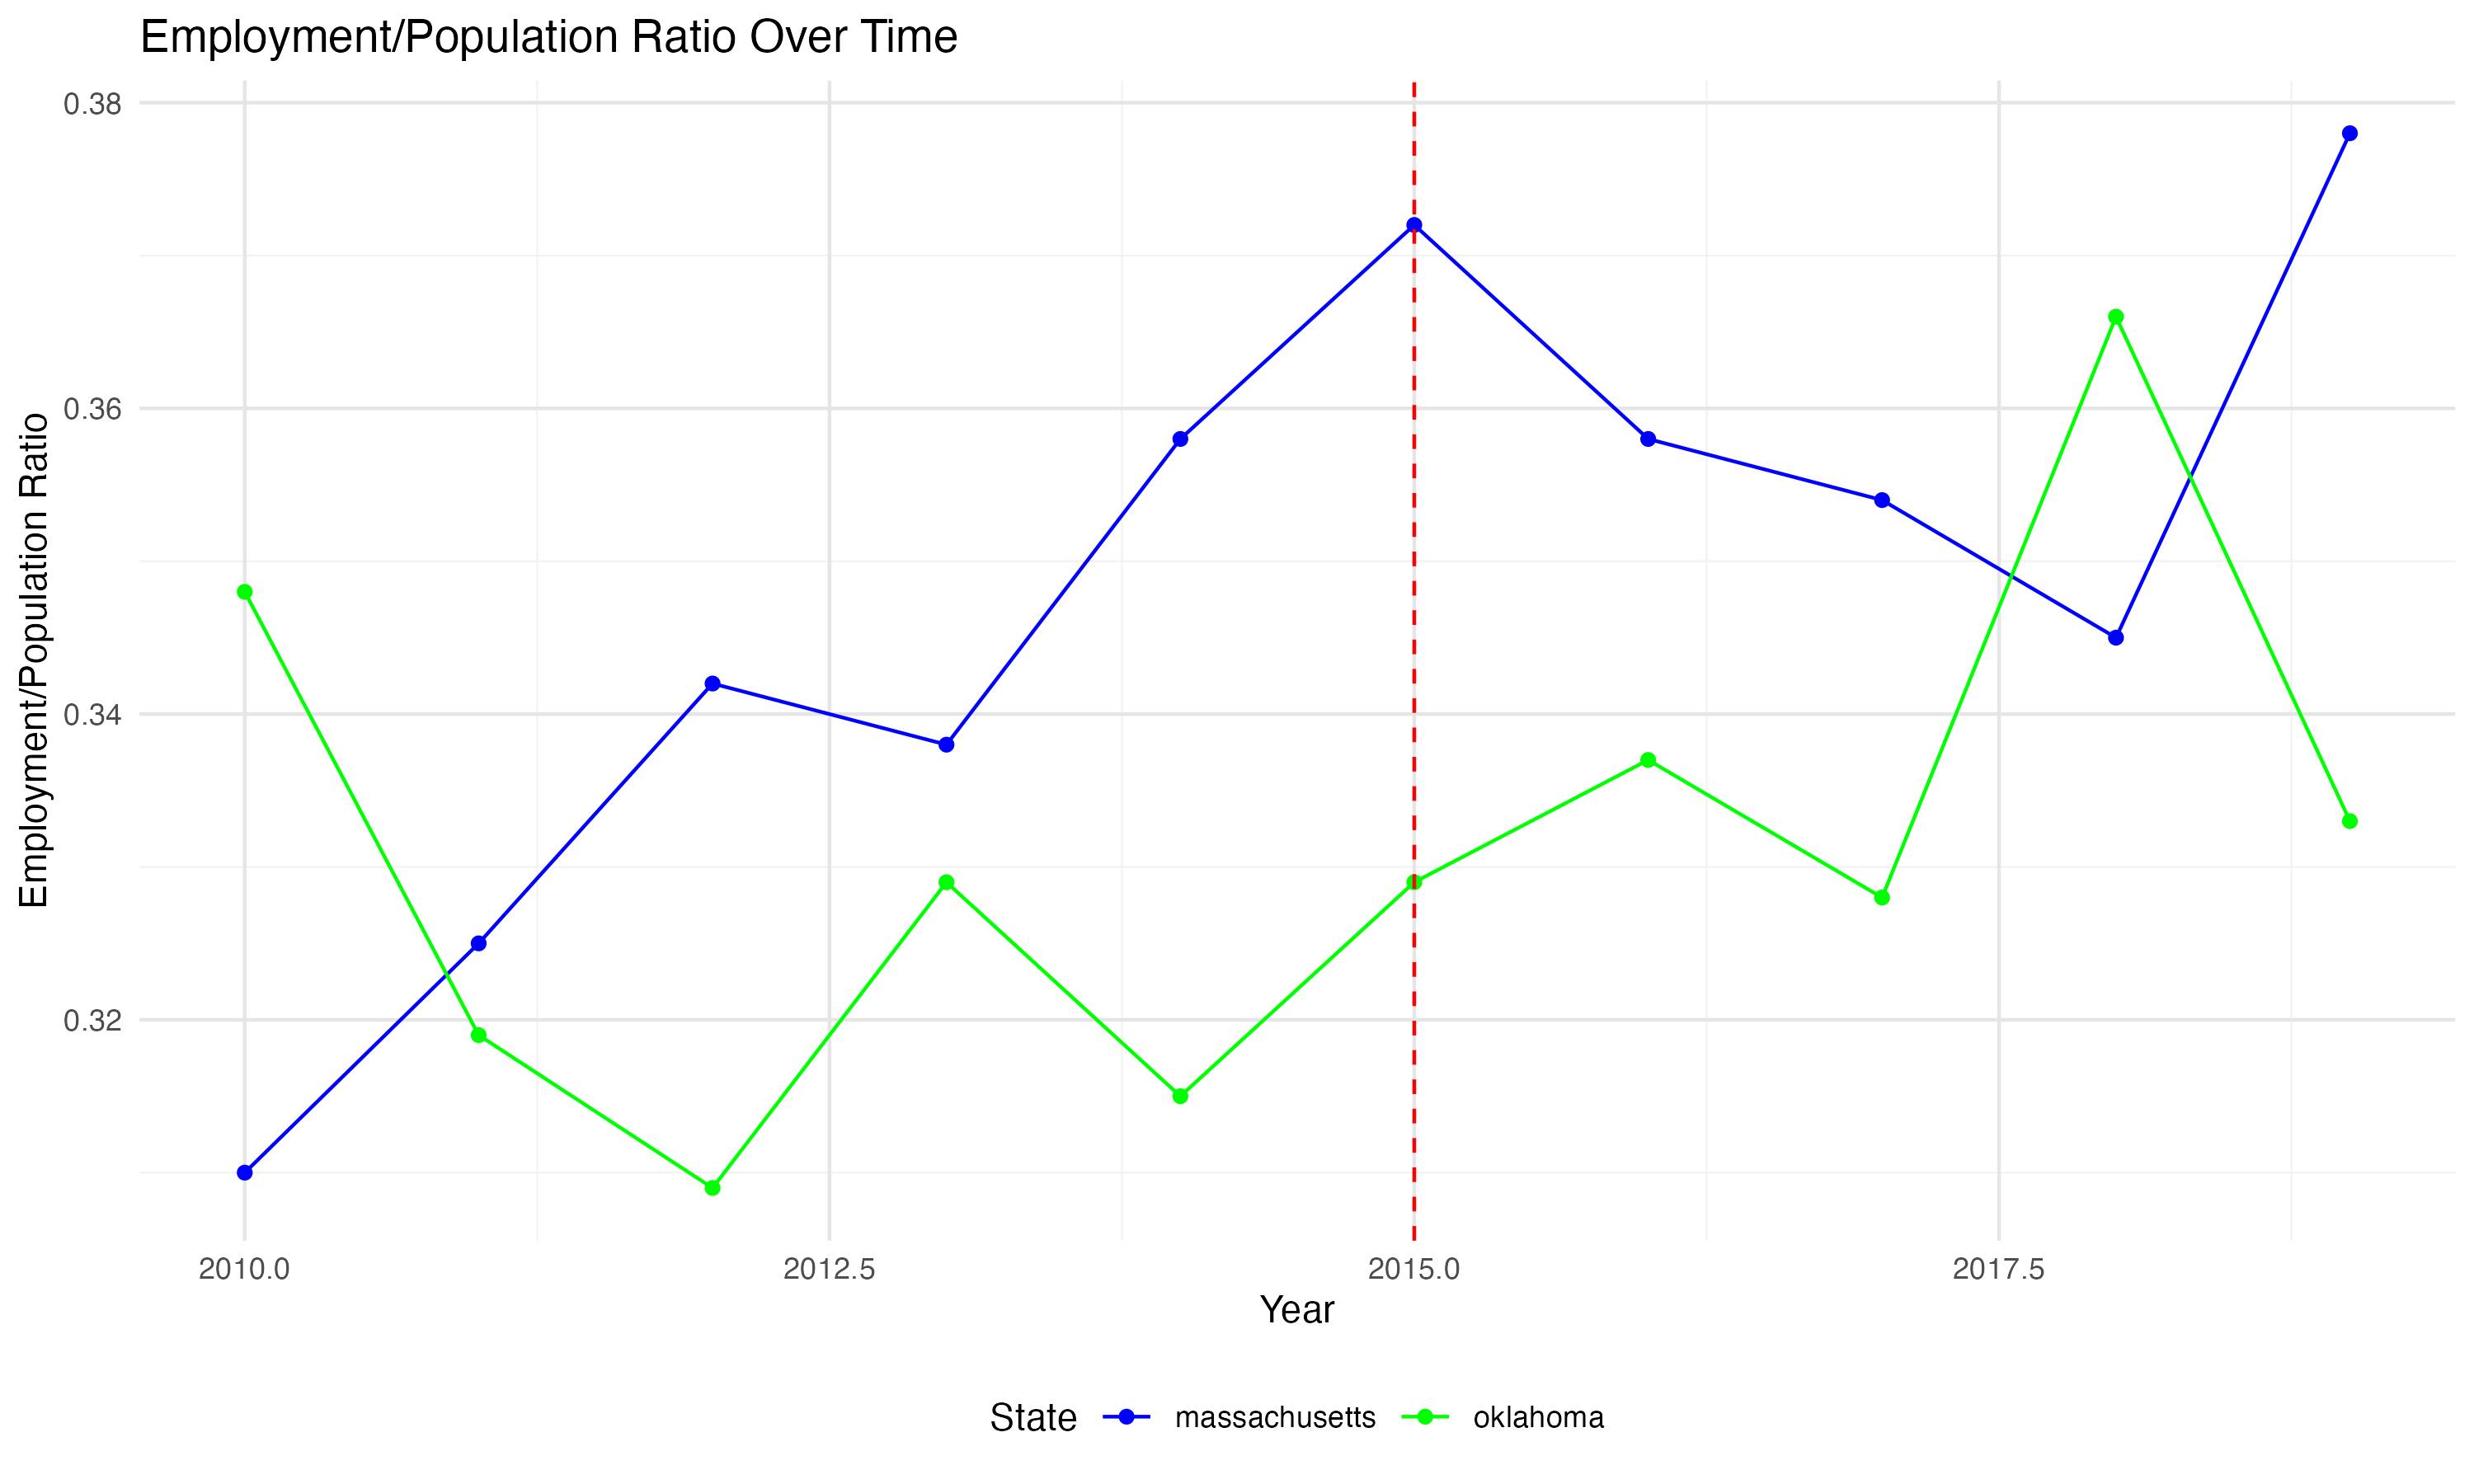 Employment/Population Ratio Over Time
Employment/Population Ratio
0.38
0.36
0.34
0.32
2010.0 2012.5 2015.0 2017.5
Year
State massachusetts oklahoma